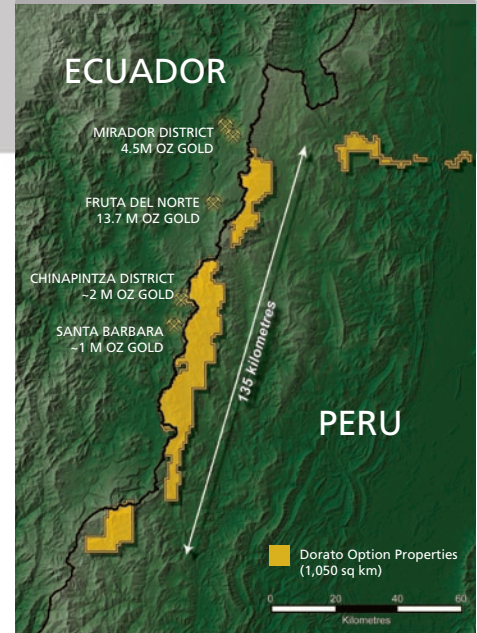 ECUADOR
MIRADOR DISTRICT
4.5M OZ GOLD
FRUTA DEL NORTE
13.7 M OZ GOLD
CHINAPINTZA DISTRICT
~2 M OZ GOLD
SANTA BARBARA
~1 M OZ GOLD
135 kilometres
PERU
Dorato Option Properties
(1,050 sq km)
0 20 40 60
Kilometres